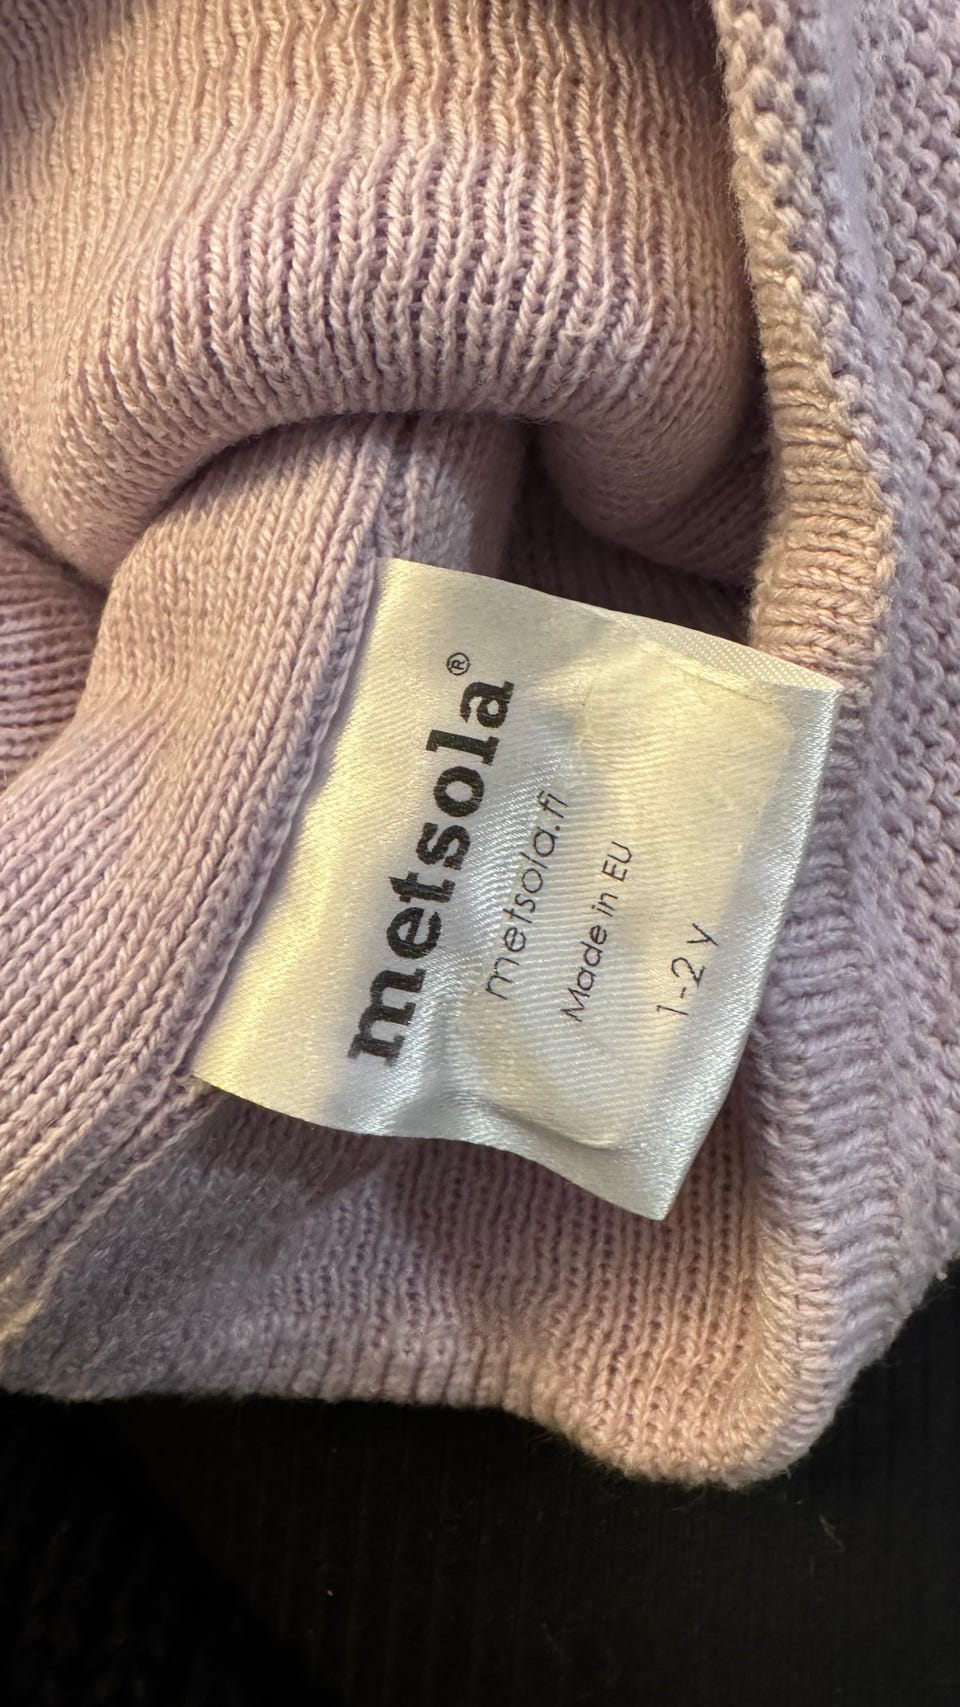 metsola®
metsola.fi
Made in EU
1-2 y